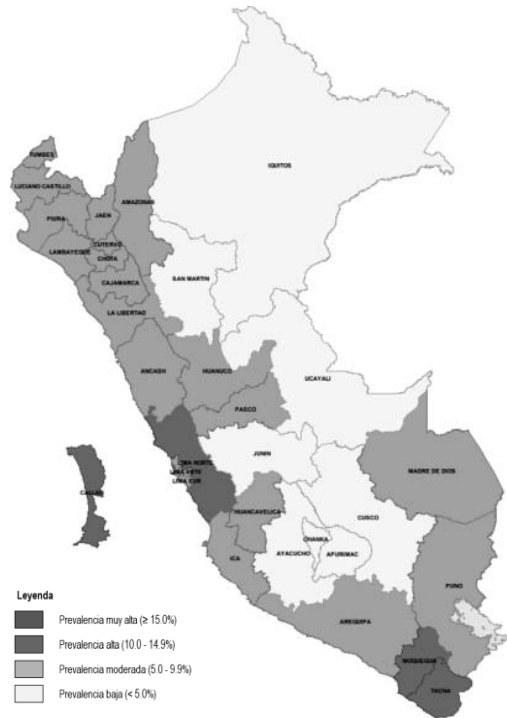 TUMBES
LUCIANO CASTILLO
PIURA
JAEN
AMAZONAS
LAMBAYEQUE
CUTERVO
CHOTA
CAJAMARCA
IQUITOS
SAN MARTIN
LA LIBERTAD
ANCASH
HUANUCO
UCAYALI
PASCO
JUNIN
LIMA NORTE
LIMA ESTE
LIMA SUR
CALLAO
MADRE DE DIOS
HUANCAVELICA
CUSCO
CHANKA
AYACUCHO
APURIMAC
ICA
PUNO
AREQUIPA
MOQUEGUA
TACNA
Leyenda
Prevalencia muy alta (≥ 15.0%)
Prevalencia alta (10.0 - 14.9%)
Prevalencia moderada (5.0 - 9.9%)
Prevalencia baja (< 5.0%)